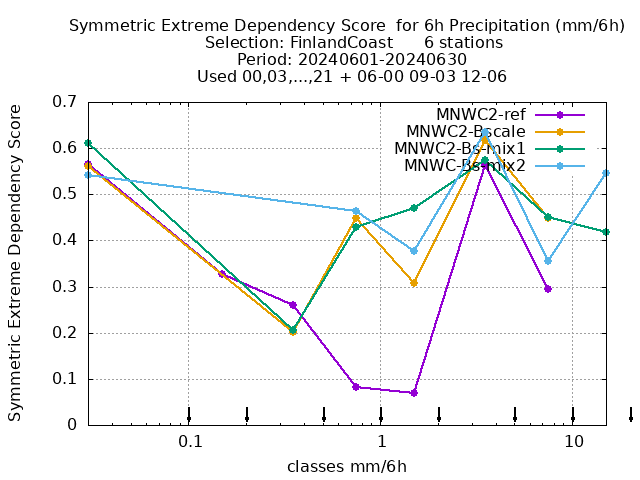 Symmetric Extreme Dependency Score  for 6h Precipitation (mm/6h)
Selection: FinlandCoast      6 stations
Period: 20240601-20240630
Used 00,03,...,21 + 06-00 09-03 12-06
Symmetric Extreme Dependency Score
0.7
0.6
0.5
0.4
0.3
0.2
0.1
0
MNWC2-ref
MNWC2-Bscale
MNWC2-Bs-mix1
MNWC-Bs-mix2
0.1
1
10
classes mm/6h